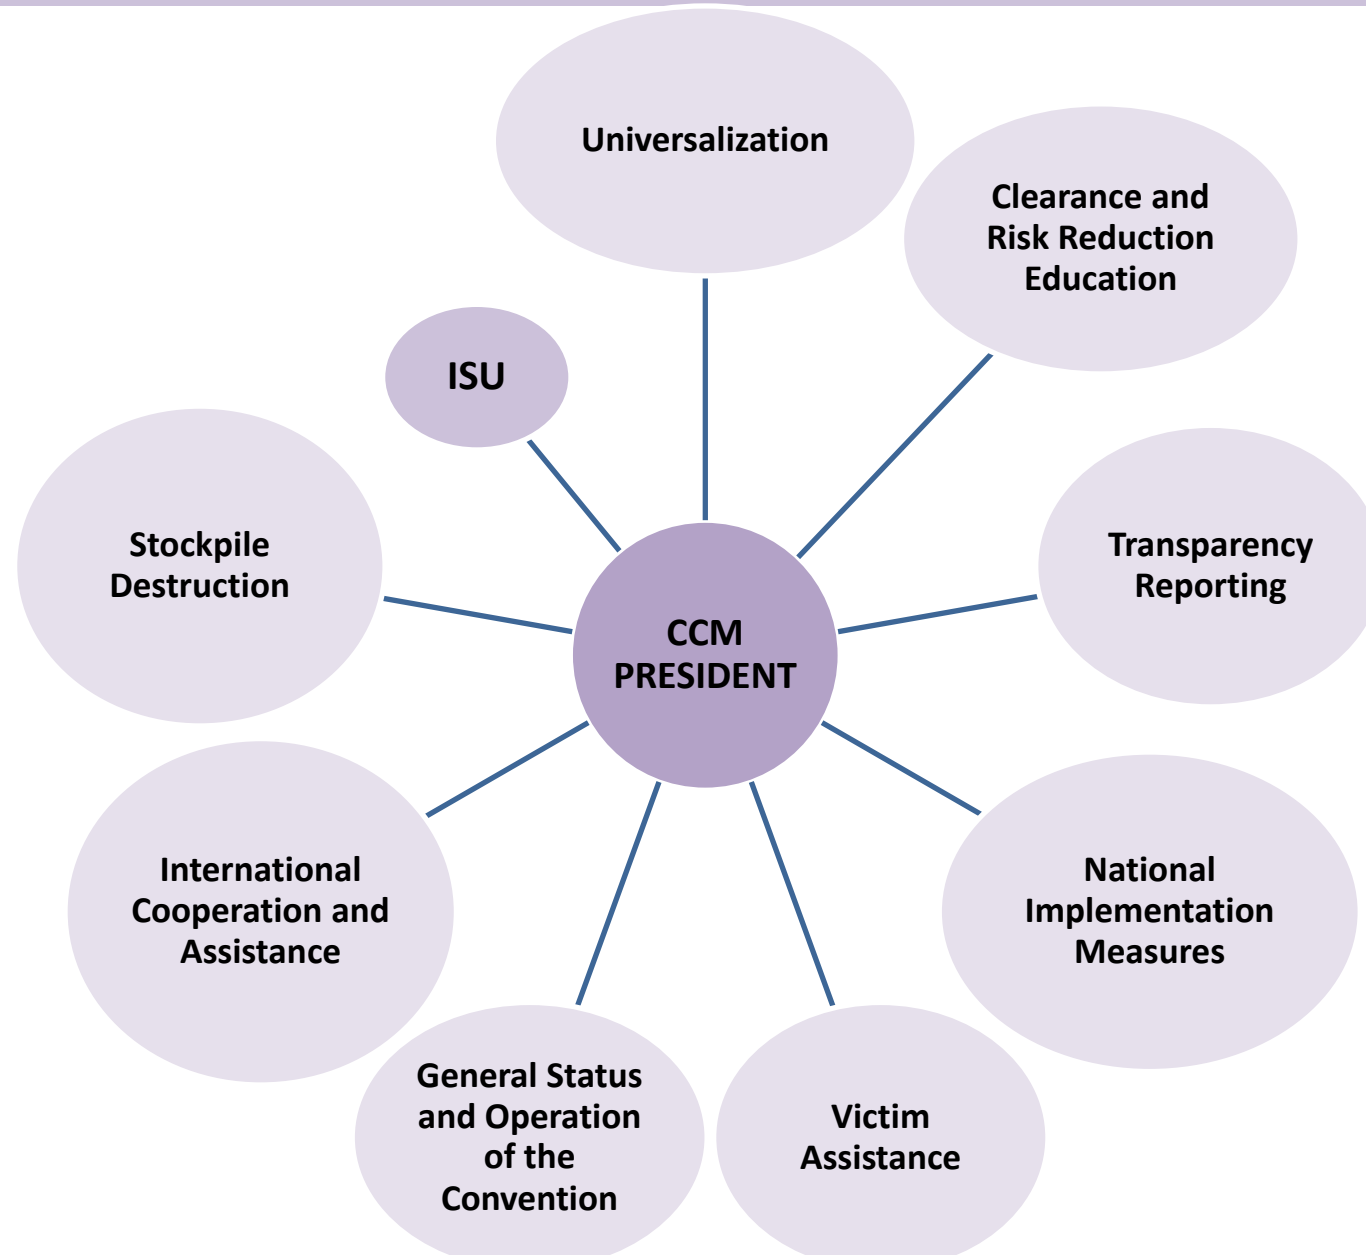 Universalization
Clearance and
Risk Reduction
Education
ISU
Stockpile
Destruction
Transparency
Reporting
CCM
PRESIDENT
International
Cooperation and
Assistance
National
Implementation
Measures
General Status
and Operation
of the
Convention
Victim
Assistance